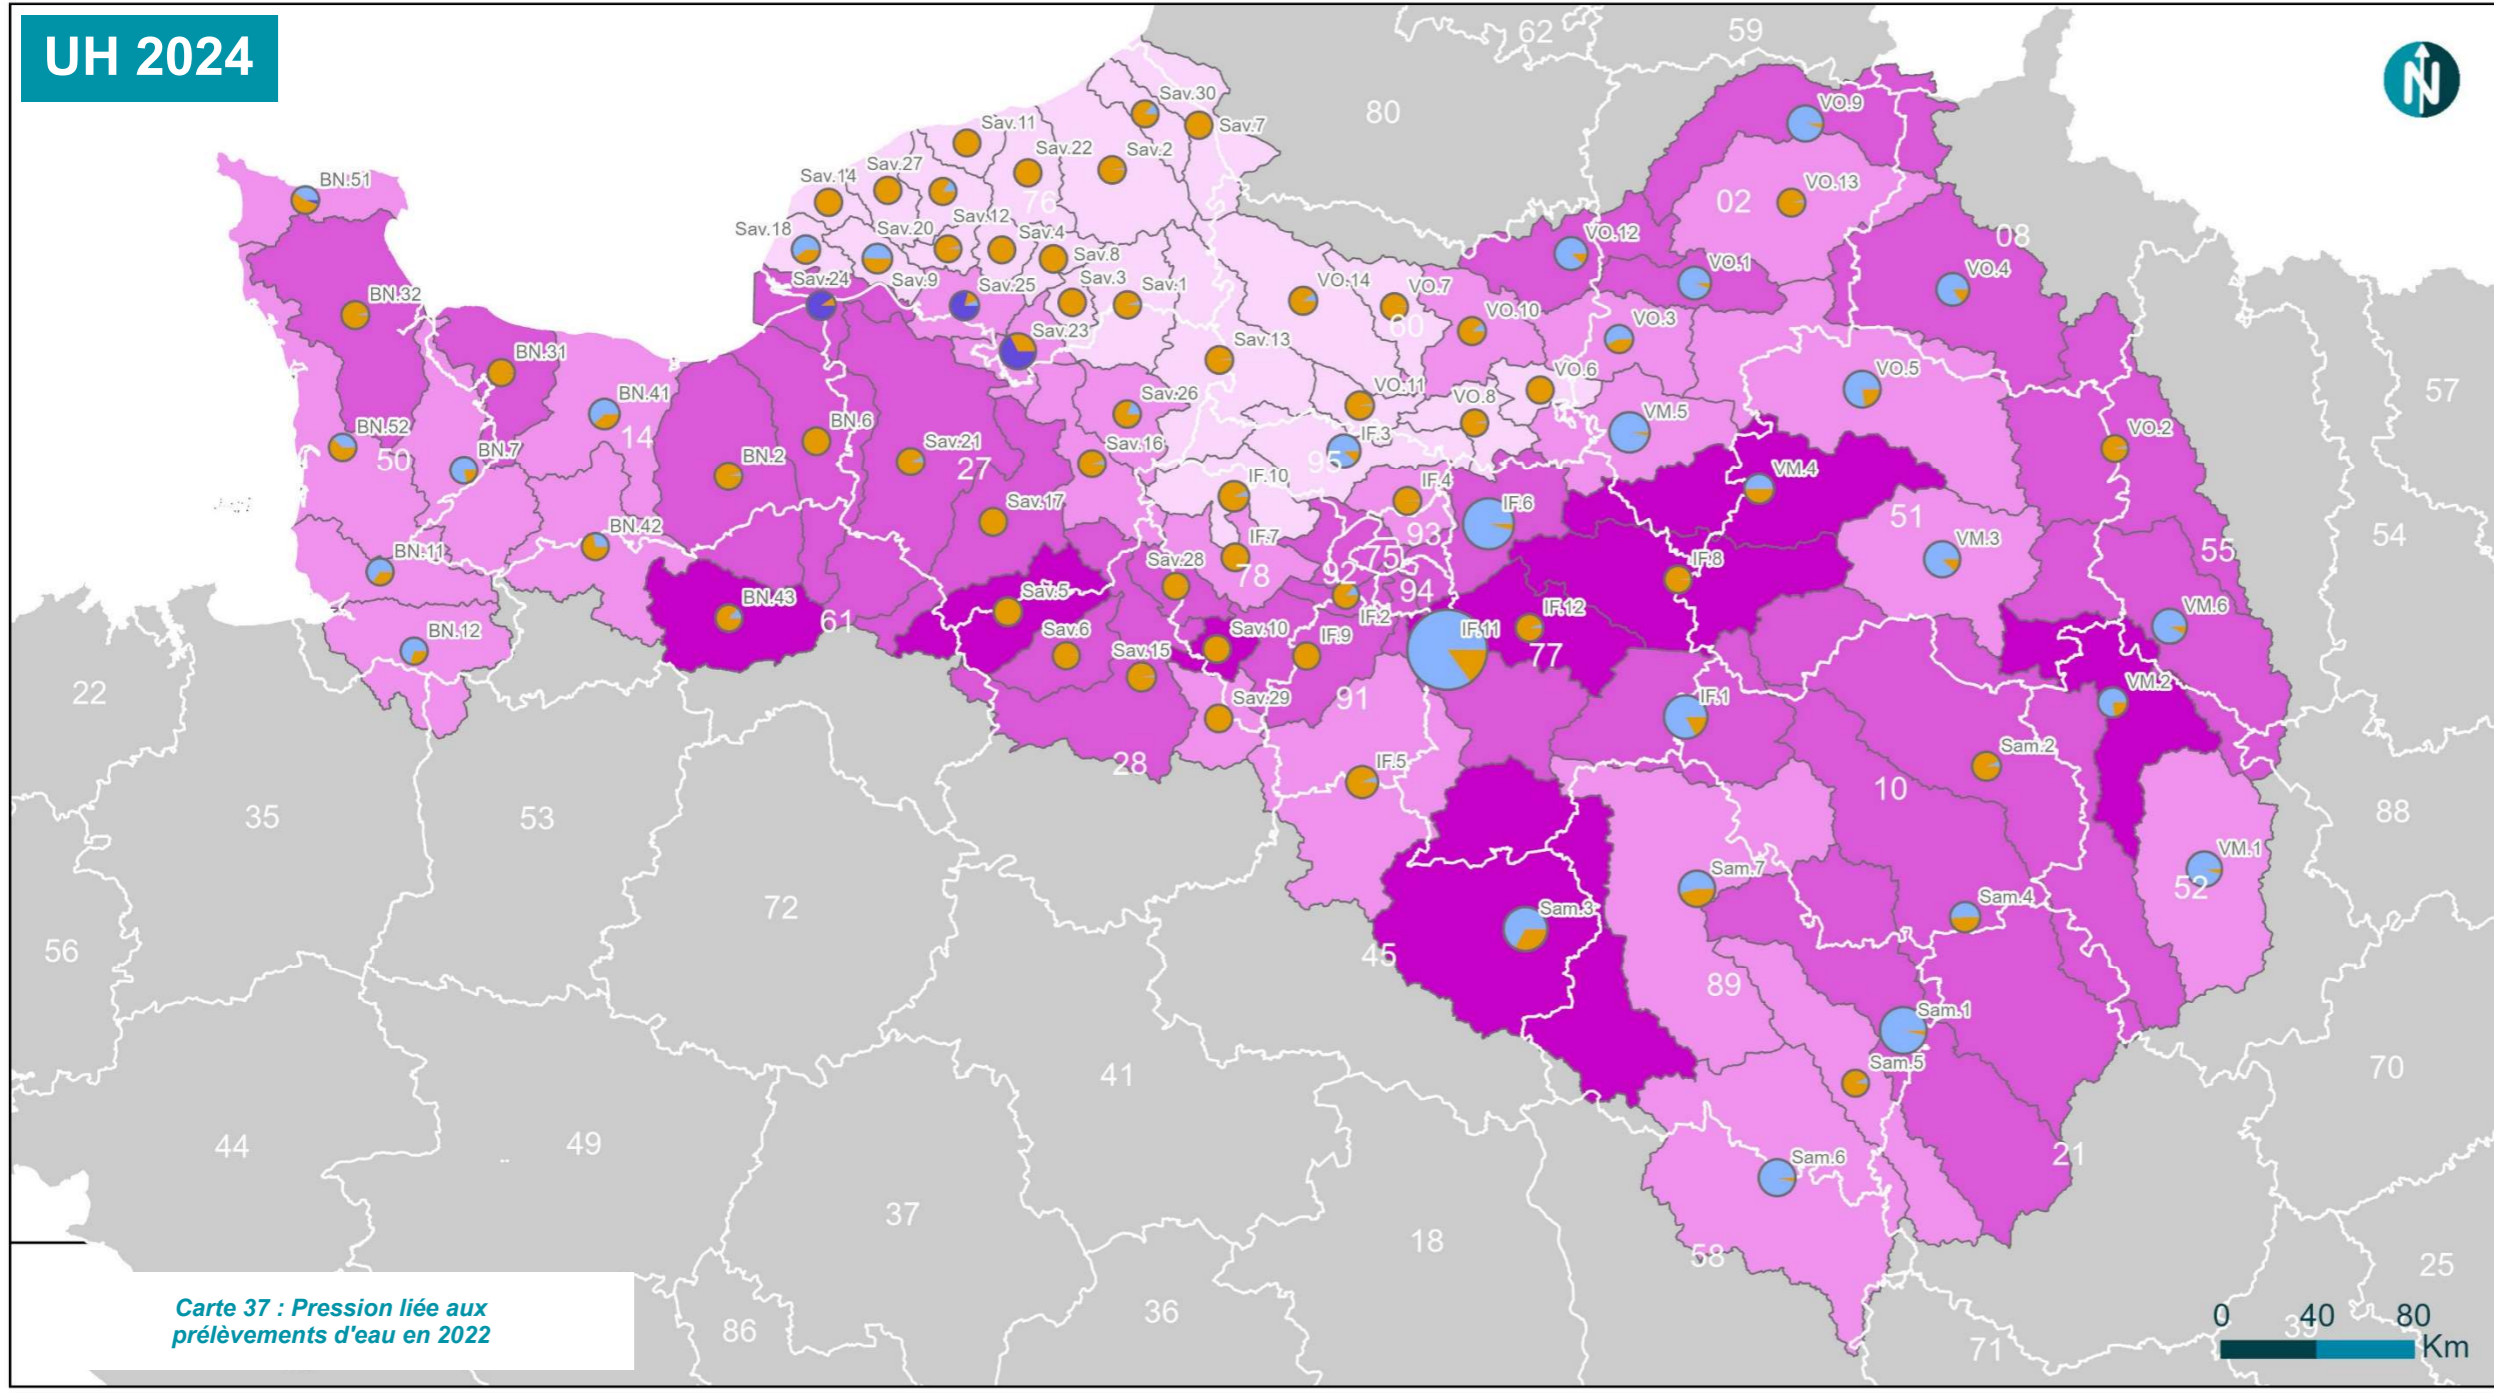 UH 2024
62
59
N
80
Sav.30
VO.9
Sav.11
Sav.7
Sav.22
Sav.2
Sav.27
BN.51
Sav.14
VO.13
02
76
Sav.12
Sav.18
Sav.20
Sav.4
VO.12
08
Sav.8
VO.1
VO.4
Sav.24
Sav.9
Sav.25
Sav.3
Sav.1
VO.14
VO.7
BN.32
VO.10
VO.3
60
Sav.23
Sav.13
BN.31
VO.5
57
VO.11
VO.6
BN.41
Sav.26
VO.8
VM.5
BN.52
14
BN.6
IF.3
VO.2
BN.7
50
BN.2
Sav.21
27
Sav.16
95
VM.4
IF.10
IF.4
IF.6
Sav.17
51
BN.42
93
54
BN.11
IF.7
VM.3
55
Sav.28
78
75
IF.8
92
94
BN.43
Sav.5
61
IF.2
IF.12
BN.12
Sav.6
Sav.10
IF.9
IF.11
VM.6
77
Sav.15
VM.2
22
Sav.29
91
IF.1
28
IF.5
Sam.2
10
35
53
88
VM.1
Sam.7
52
72
Sam.3
Sam.4
56
45
89
Sam.1
Sam.5
41
70
44
49
21
Sam.6
37
18
58
25
Carte 37 : Pression liée aux
prélèvements d'eau en 2022
36
86
71
39
0 40 80
Km